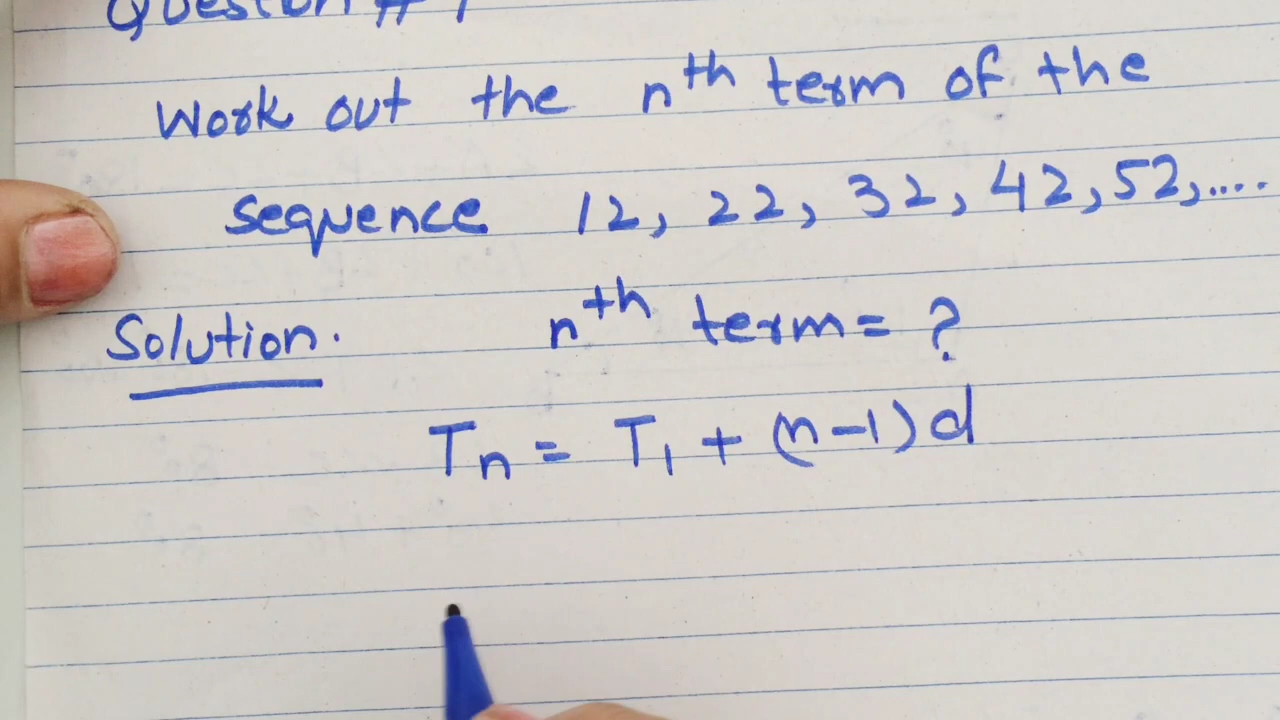 Question #
Work out the nth term of the
sequence 12, 22, 32, 42, 52, ....
Solution. nth term = ?
Tn = T1 + (n-1)d